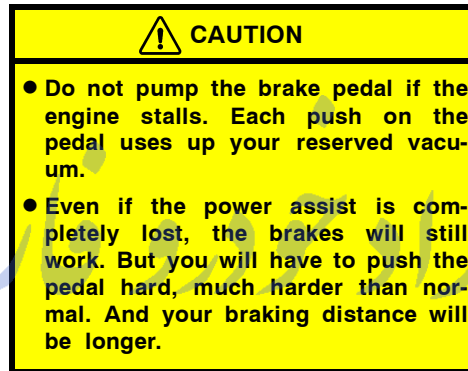 CAUTION
● Do not pump the brake pedal if the
engine stalls. Each push on the
pedal uses up your reserved vacu-
um.
● Even if the power assist is com-
pletely lost, the brakes will still
work. But you will have to push the
pedal hard, much harder than nor-
mal. And your braking distance will
be longer.